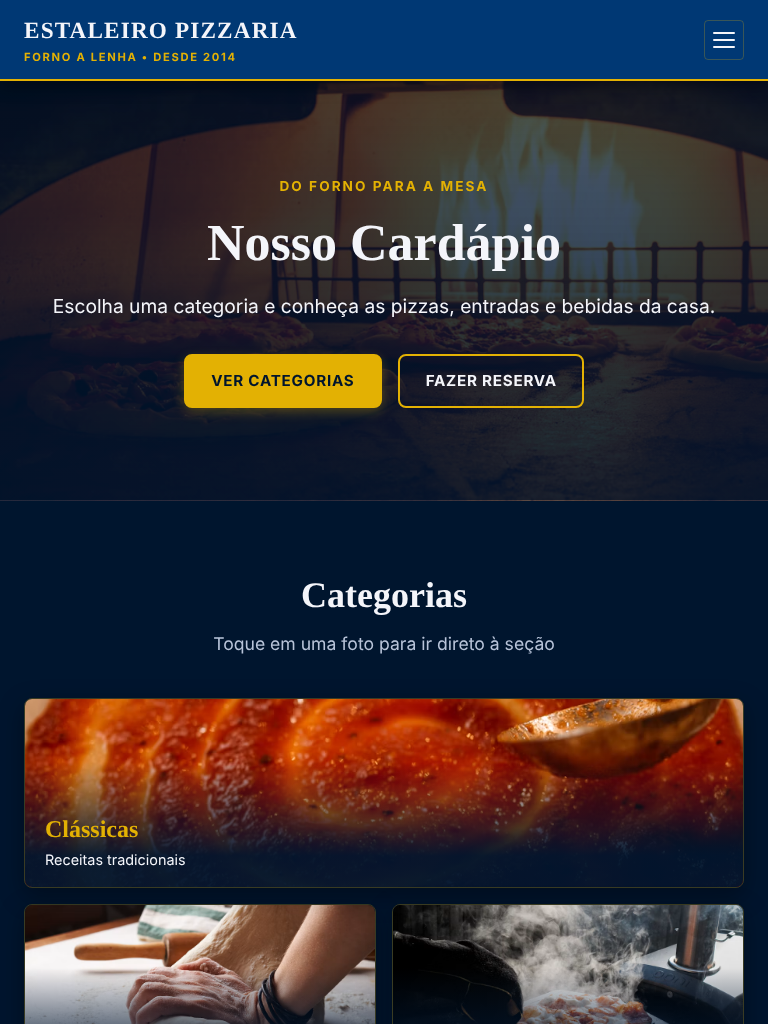 ESTALEIRO PIZZARIA
FORNO A LENHA • DESDE 2014
DO FORNO PARA A MESA
Nosso Cardápio
Escolha uma categoria e conheça as pizzas, entradas e bebidas da casa.
VER CATEGORIAS
FAZER RESERVA
Categorias
Toque em uma foto para ir direto à seção
Clássicas
Receitas tradicionais